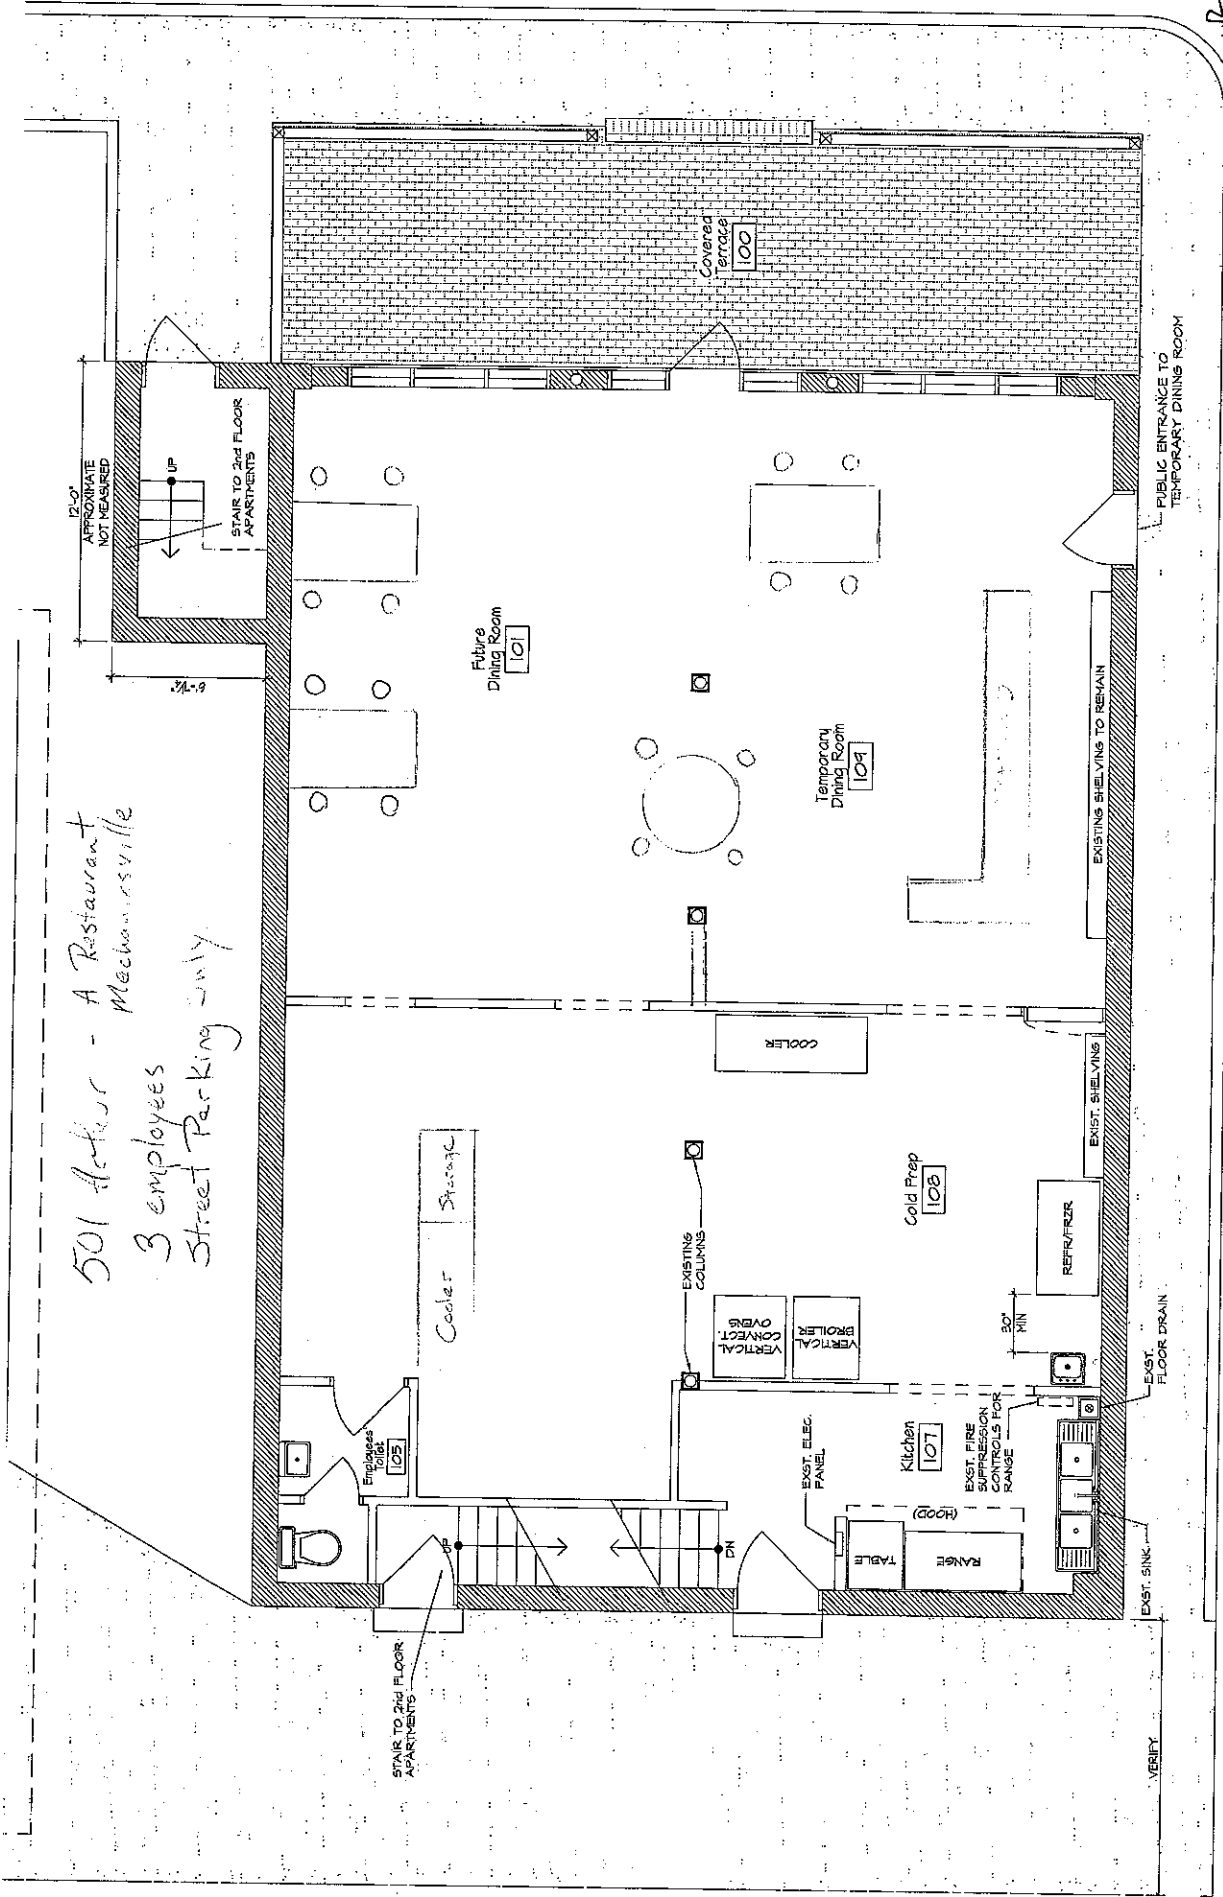 501 Arthur - A Restaurant
Mechanicsville
3 employees
Street Parking only
12'-0"
APPROXIMATE
NOT MEASURED
UP
STAIR TO 2nd FLOOR
APARTMENTS
6'-7½"
Covered
Terrace
100
Future
Dining Room
101
Temporary
Dining Room
109
EXISTING SHELVING TO REMAIN
PUBLIC ENTRANCE TO
TEMPORARY DINING ROOM
COOLER
Cooler
Storage
EXISTING
COLUMNS
Cold Prep
108
EXIST. SHELVING
REFR/FRZR
30"
MIN
VERTICAL
CONVECT.
OVENS
VERTICAL
BROILER
EXST.
FLOOR DRAIN
Employees
Toilet
105
Kitchen
107
EXST. ELEC.
PANEL
EXST. FIRE
SUPPRESSION
CONTROLS FOR
RANGE
(HOOD)
TABLE
RANGE
UP
DN
STAIR TO 2nd FLOOR
APARTMENTS
EXST. SINK
VERIFY